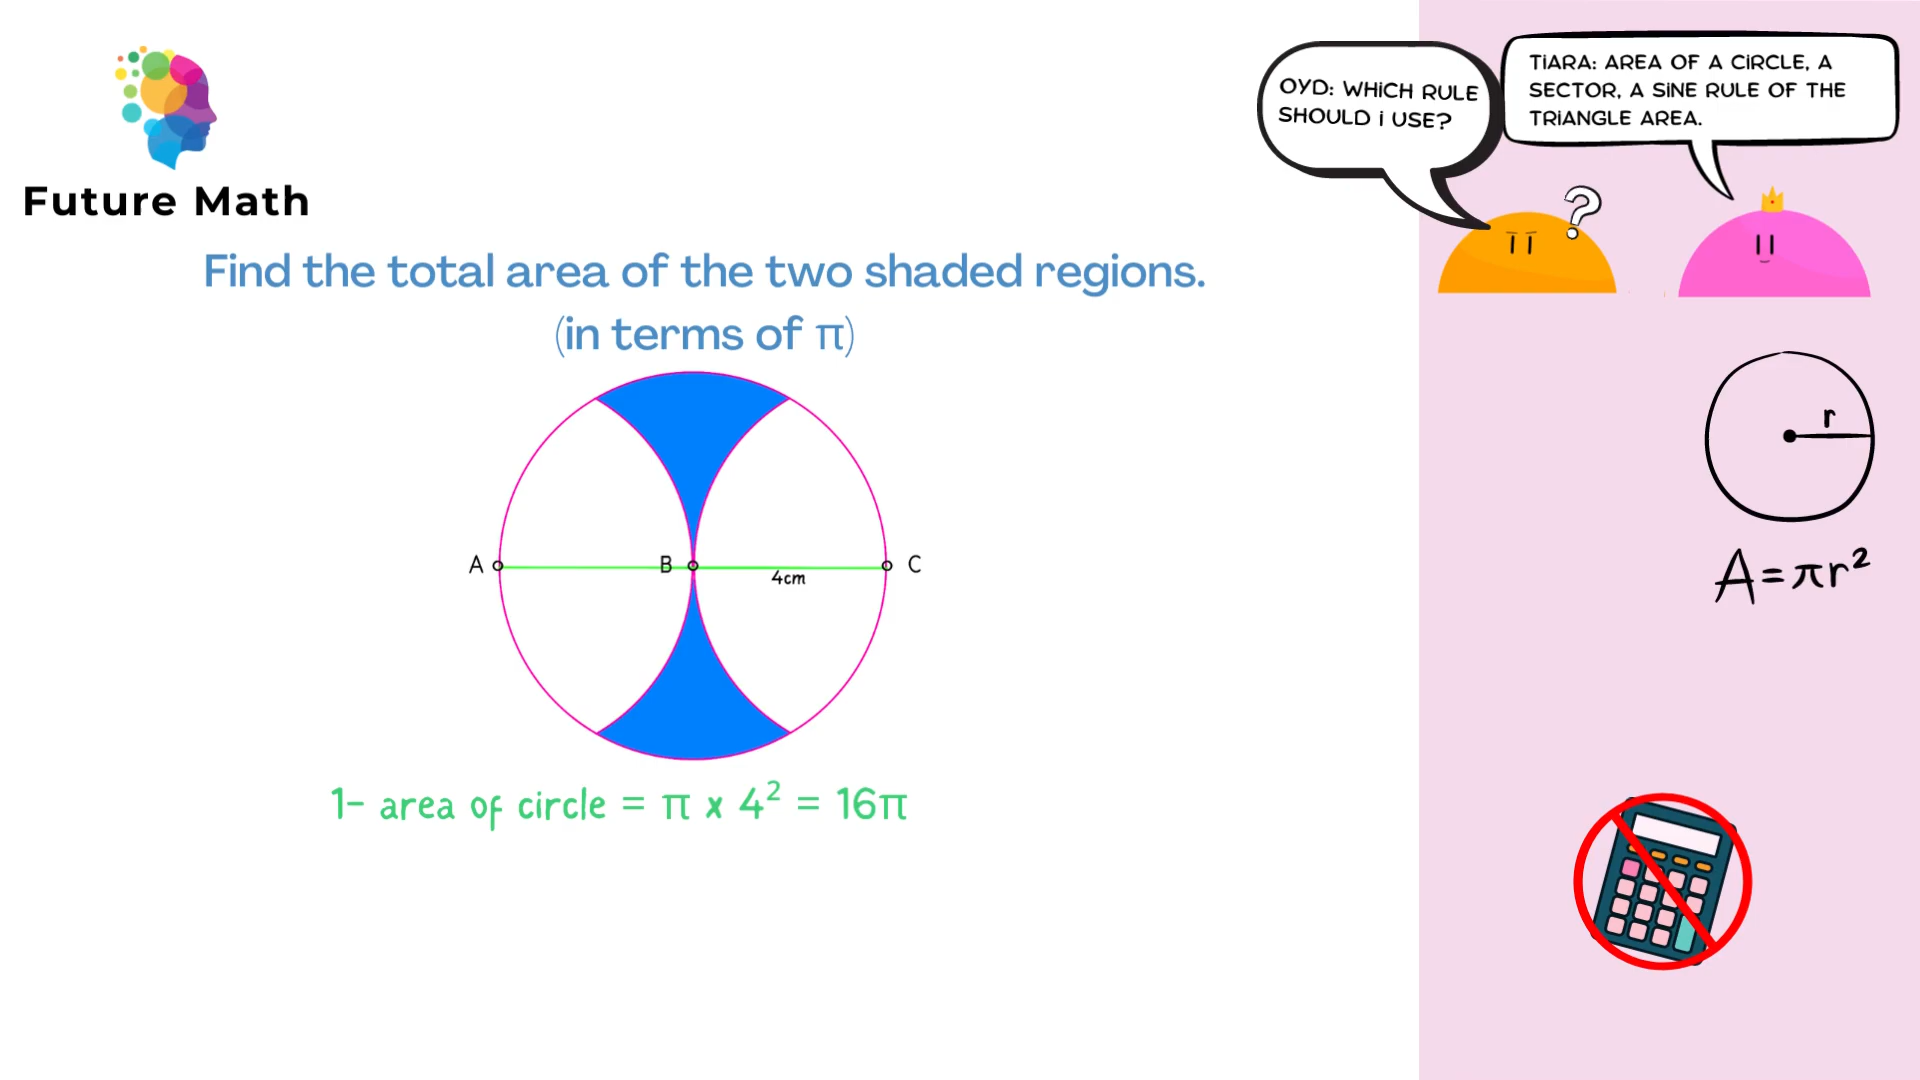 Future Math
OYD: WHiCH RULE
SHOULD i USE?
TiARA: AREA OF A CiRCLE, A
SECTOR, A SiNE RULE OF THE
TRiANGLE AREA.
Find the total area of the two shaded regions.
(in terms of π)
A
B
4cm
C
1- area of circle = π x 4² = 16π
?
r
A=πr²